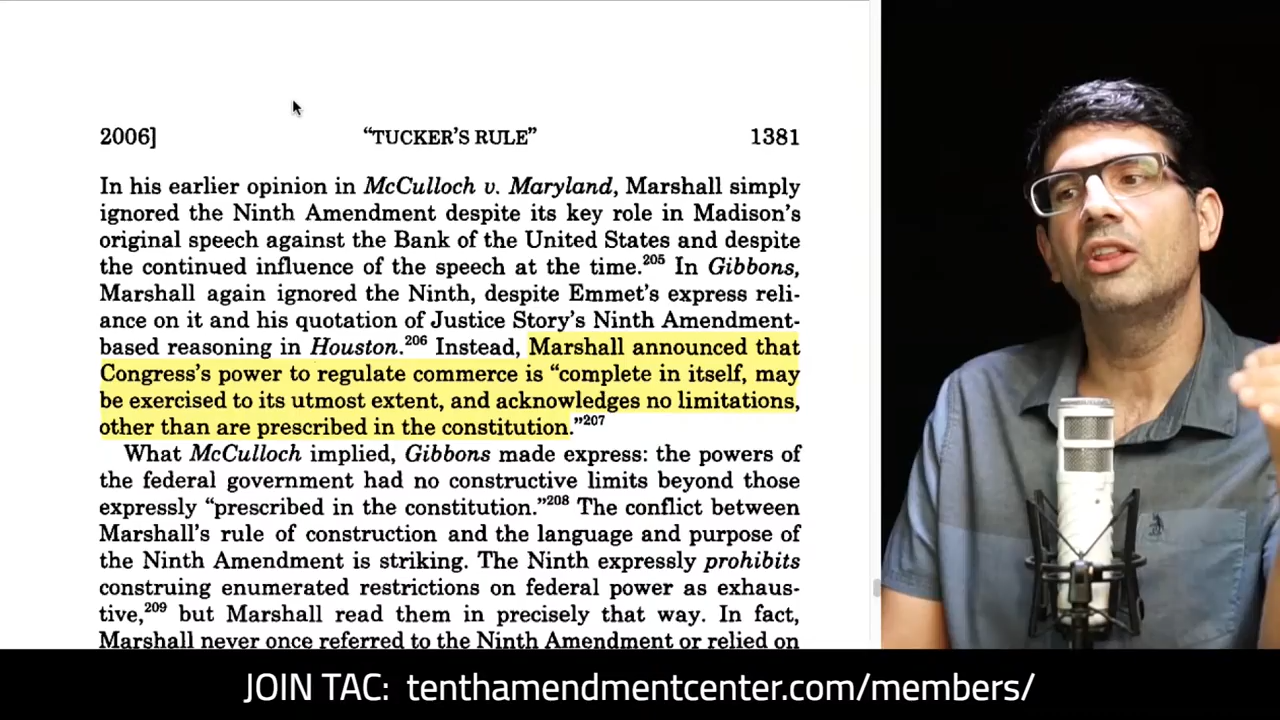 2006]	"TUCKER'S RULE"	1381
In his earlier opinion in McCulloch v. Maryland, Marshall simply
ignored the Ninth Amendment despite its key role in Madison's
original speech against the Bank of the United States and despite
the continued influence of the speech at the time.205 In Gibbons,
Marshall again ignored the Ninth, despite Emmet's express reli-
ance on it and his quotation of Justice Story's Ninth Amendment-
based reasoning in Houston.206 Instead, Marshall announced that
Congress's power to regulate commerce is "complete in itself, may
be exercised to its utmost extent, and acknowledges no limitations,
other than are prescribed in the constitution."207
What McCulloch implied, Gibbons made express: the powers of
the federal government had no constructive limits beyond those
expressly "prescribed in the constitution."208 The conflict between
Marshall's rule of construction and the language and purpose of
the Ninth Amendment is striking. The Ninth expressly prohibits
construing enumerated restrictions on federal power as exhaus-
tive,209 but Marshall read them in precisely that way. In fact,
Marshall never once referred to the Ninth Amendment or relied on
JOIN TAC: tenthamendmentcenter.com/members/